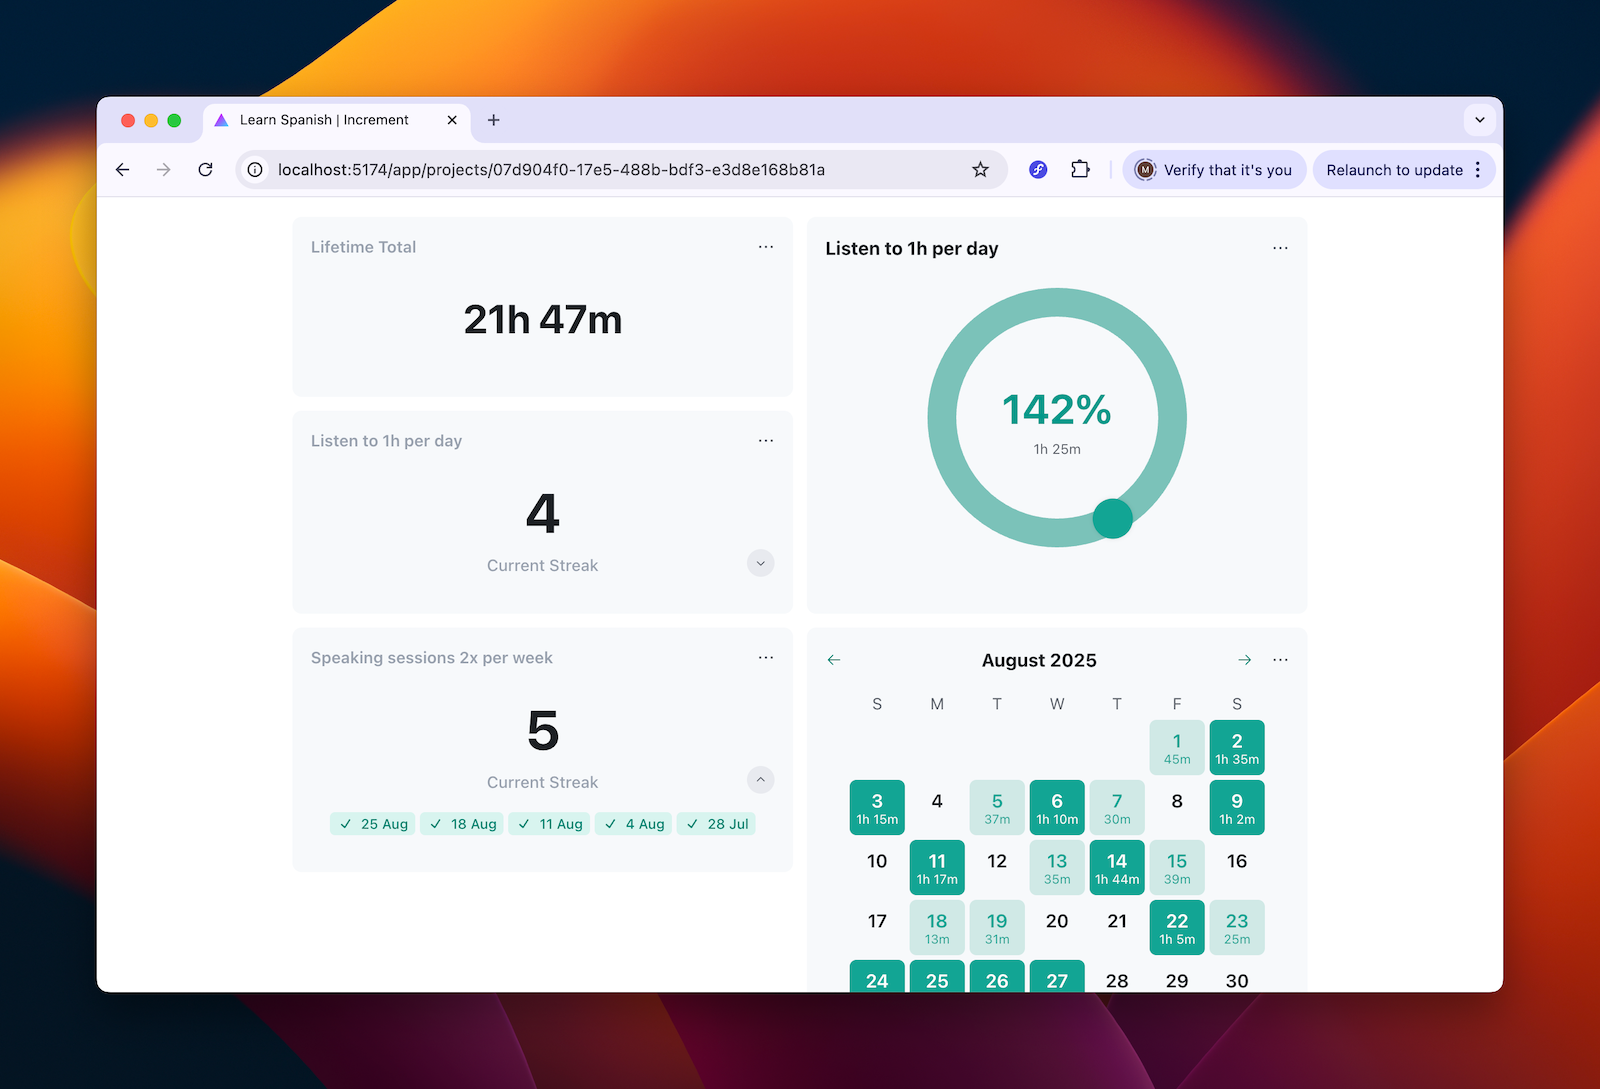 Learn Spanish | Increment
localhost:5174/app/projects/07d904f0-17e5-488b-bdf3-e3d8e168b81a
M
Verify that it's you
Relaunch to update
Lifetime Total
21h 47m
Listen to 1h per day
4
Current Streak
Speaking sessions 2x per week
5
Current Streak
25 Aug 18 Aug 11 Aug 4 Aug 28 Jul
Listen to 1h per day
142%
1h 25m
August 2025
S M T W T F S
1 2
45m 1h 35m
3 4 5 6 7 8 9
1h 15m 37m 1h 10m 30m 1h 2m
10 11 12 13 14 15 16
1h 17m 35m 1h 44m 39m
17 18 19 20 21 22 23
13m 31m 1h 5m 25m
24 25 26 27 28 29 30